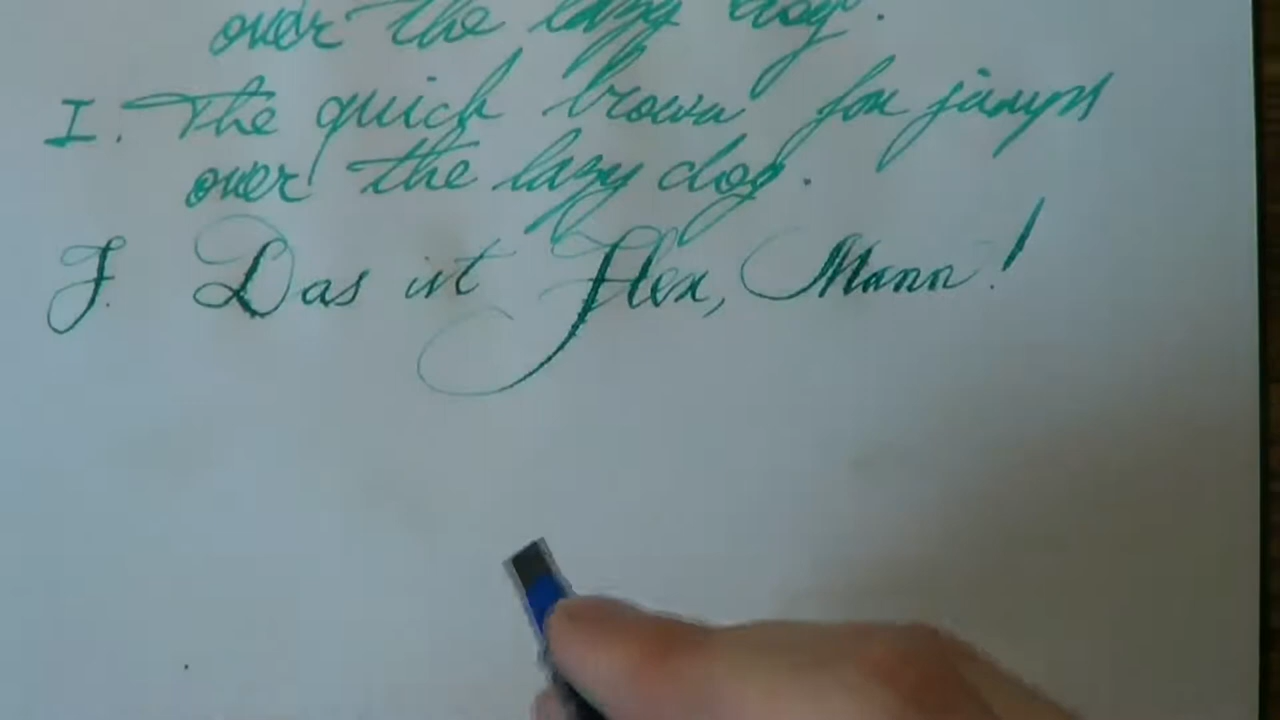 over the lazy dog.
I. The quick brown fox jumps
over the lazy dog.
J. Das ist Flex, Mann!